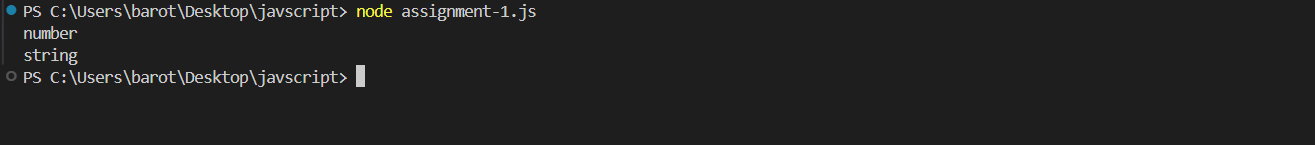 PS C:\Users\barot\Desktop\javscript> node assignment-1.js
number
string
PS C:\Users\barot\Desktop\javscript>